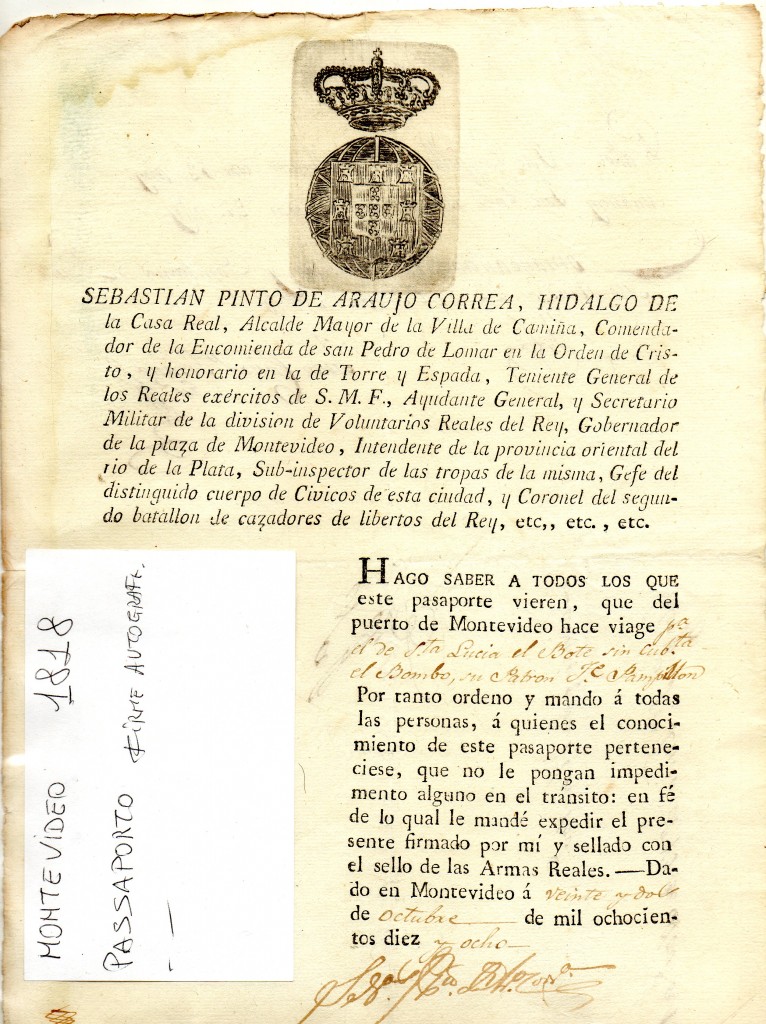 SEBASTIAN PINTO DE ARAUJO CORREA, HIDALGO DE
la Casa Real, Alcalde Mayor de la Villa de Camiña, Comenda-
dor de la Encomienda de san Pedro de Lomar en la Orden de Cris-
to, y honorario en la de Torre y Espada, Teniente General de
los Reales exércitos de S. M. F., Ayudante General, y Secretario
Militar de la division de Voluntarios Reales del Rey, Gobernador
de la plaza de Montevideo, Intendente de la provincia oriental del
rio de la Plata, Sub-inspector de las tropas de la misma, Gefe del
distinguido cuerpo de Civicos de esta ciudad, y Coronel del segun-
do batallon de cazadores de libertos del Rey, etc,, etc., etc.
HAGO SABER A TODOS LOS QUE
este pasaporte vieren, que del
puerto de Montevideo hace viage pa
el de Sta Lucia el Bote sin cubta
el Bombo, su Patron Je Pampillon
Por tanto ordeno y mando á todas
las personas, á quienes el conoci-
miento de este pasaporte pertene-
ciese, que no le pongan impedi-
mento alguno en el tránsito: en fé
de lo qual le mandé expedir el pre-
sente firmado por mí y sellado con
el sello de las Armas Reales.—Da-
do en Montevideo á veinte y dos
de octubre de mil ochocien-
tos diez y ocho
MONTEVIDEO 1818
PASSAPORTO FIRME AUTOGRAFE.